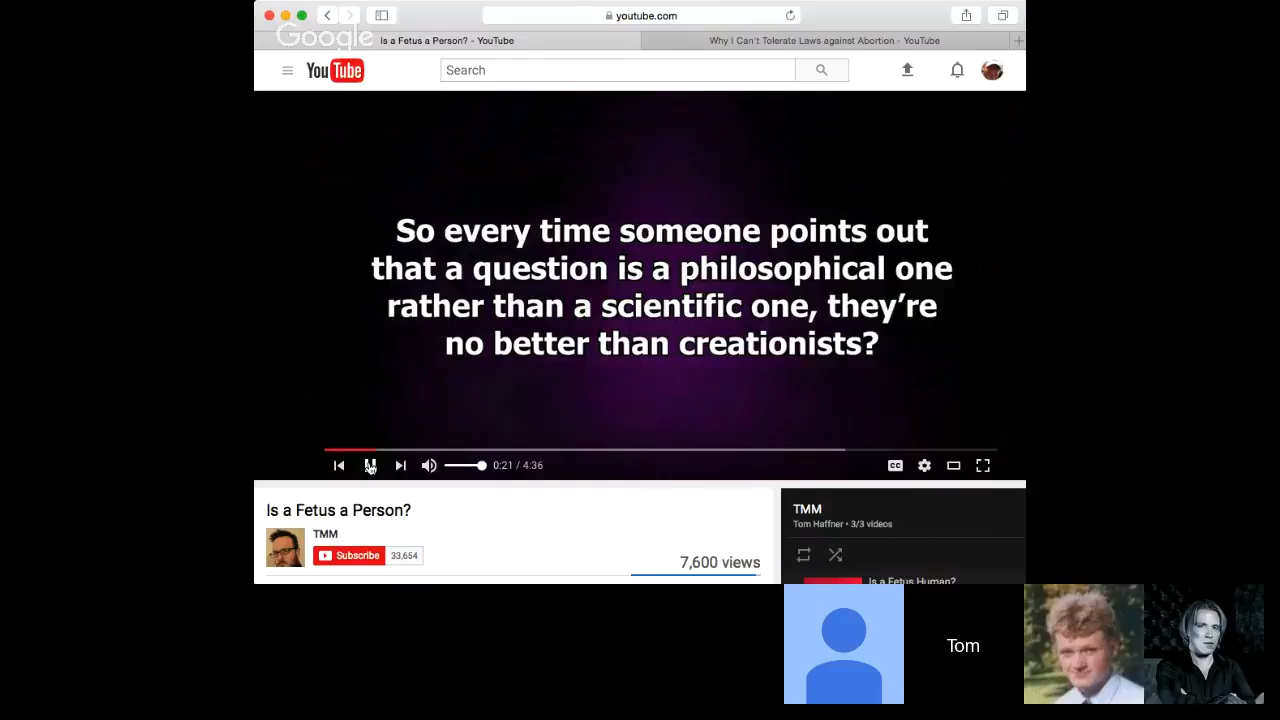 youtube.com
Google
Is a Fetus a Person? - YouTube
Why I Can't Tolerate Laws against Abortion - YouTube
YouTube
Search
So every time someone points out
that a question is a philosophical one
rather than a scientific one, they’re
no better than creationists?
0:21 / 4:36
CC
Is a Fetus a Person?
TMM
Subscribe 33,654
7,600 views
TMM
Tom Haffner • 3/3 videos
Is a Fetus Human?
Tom